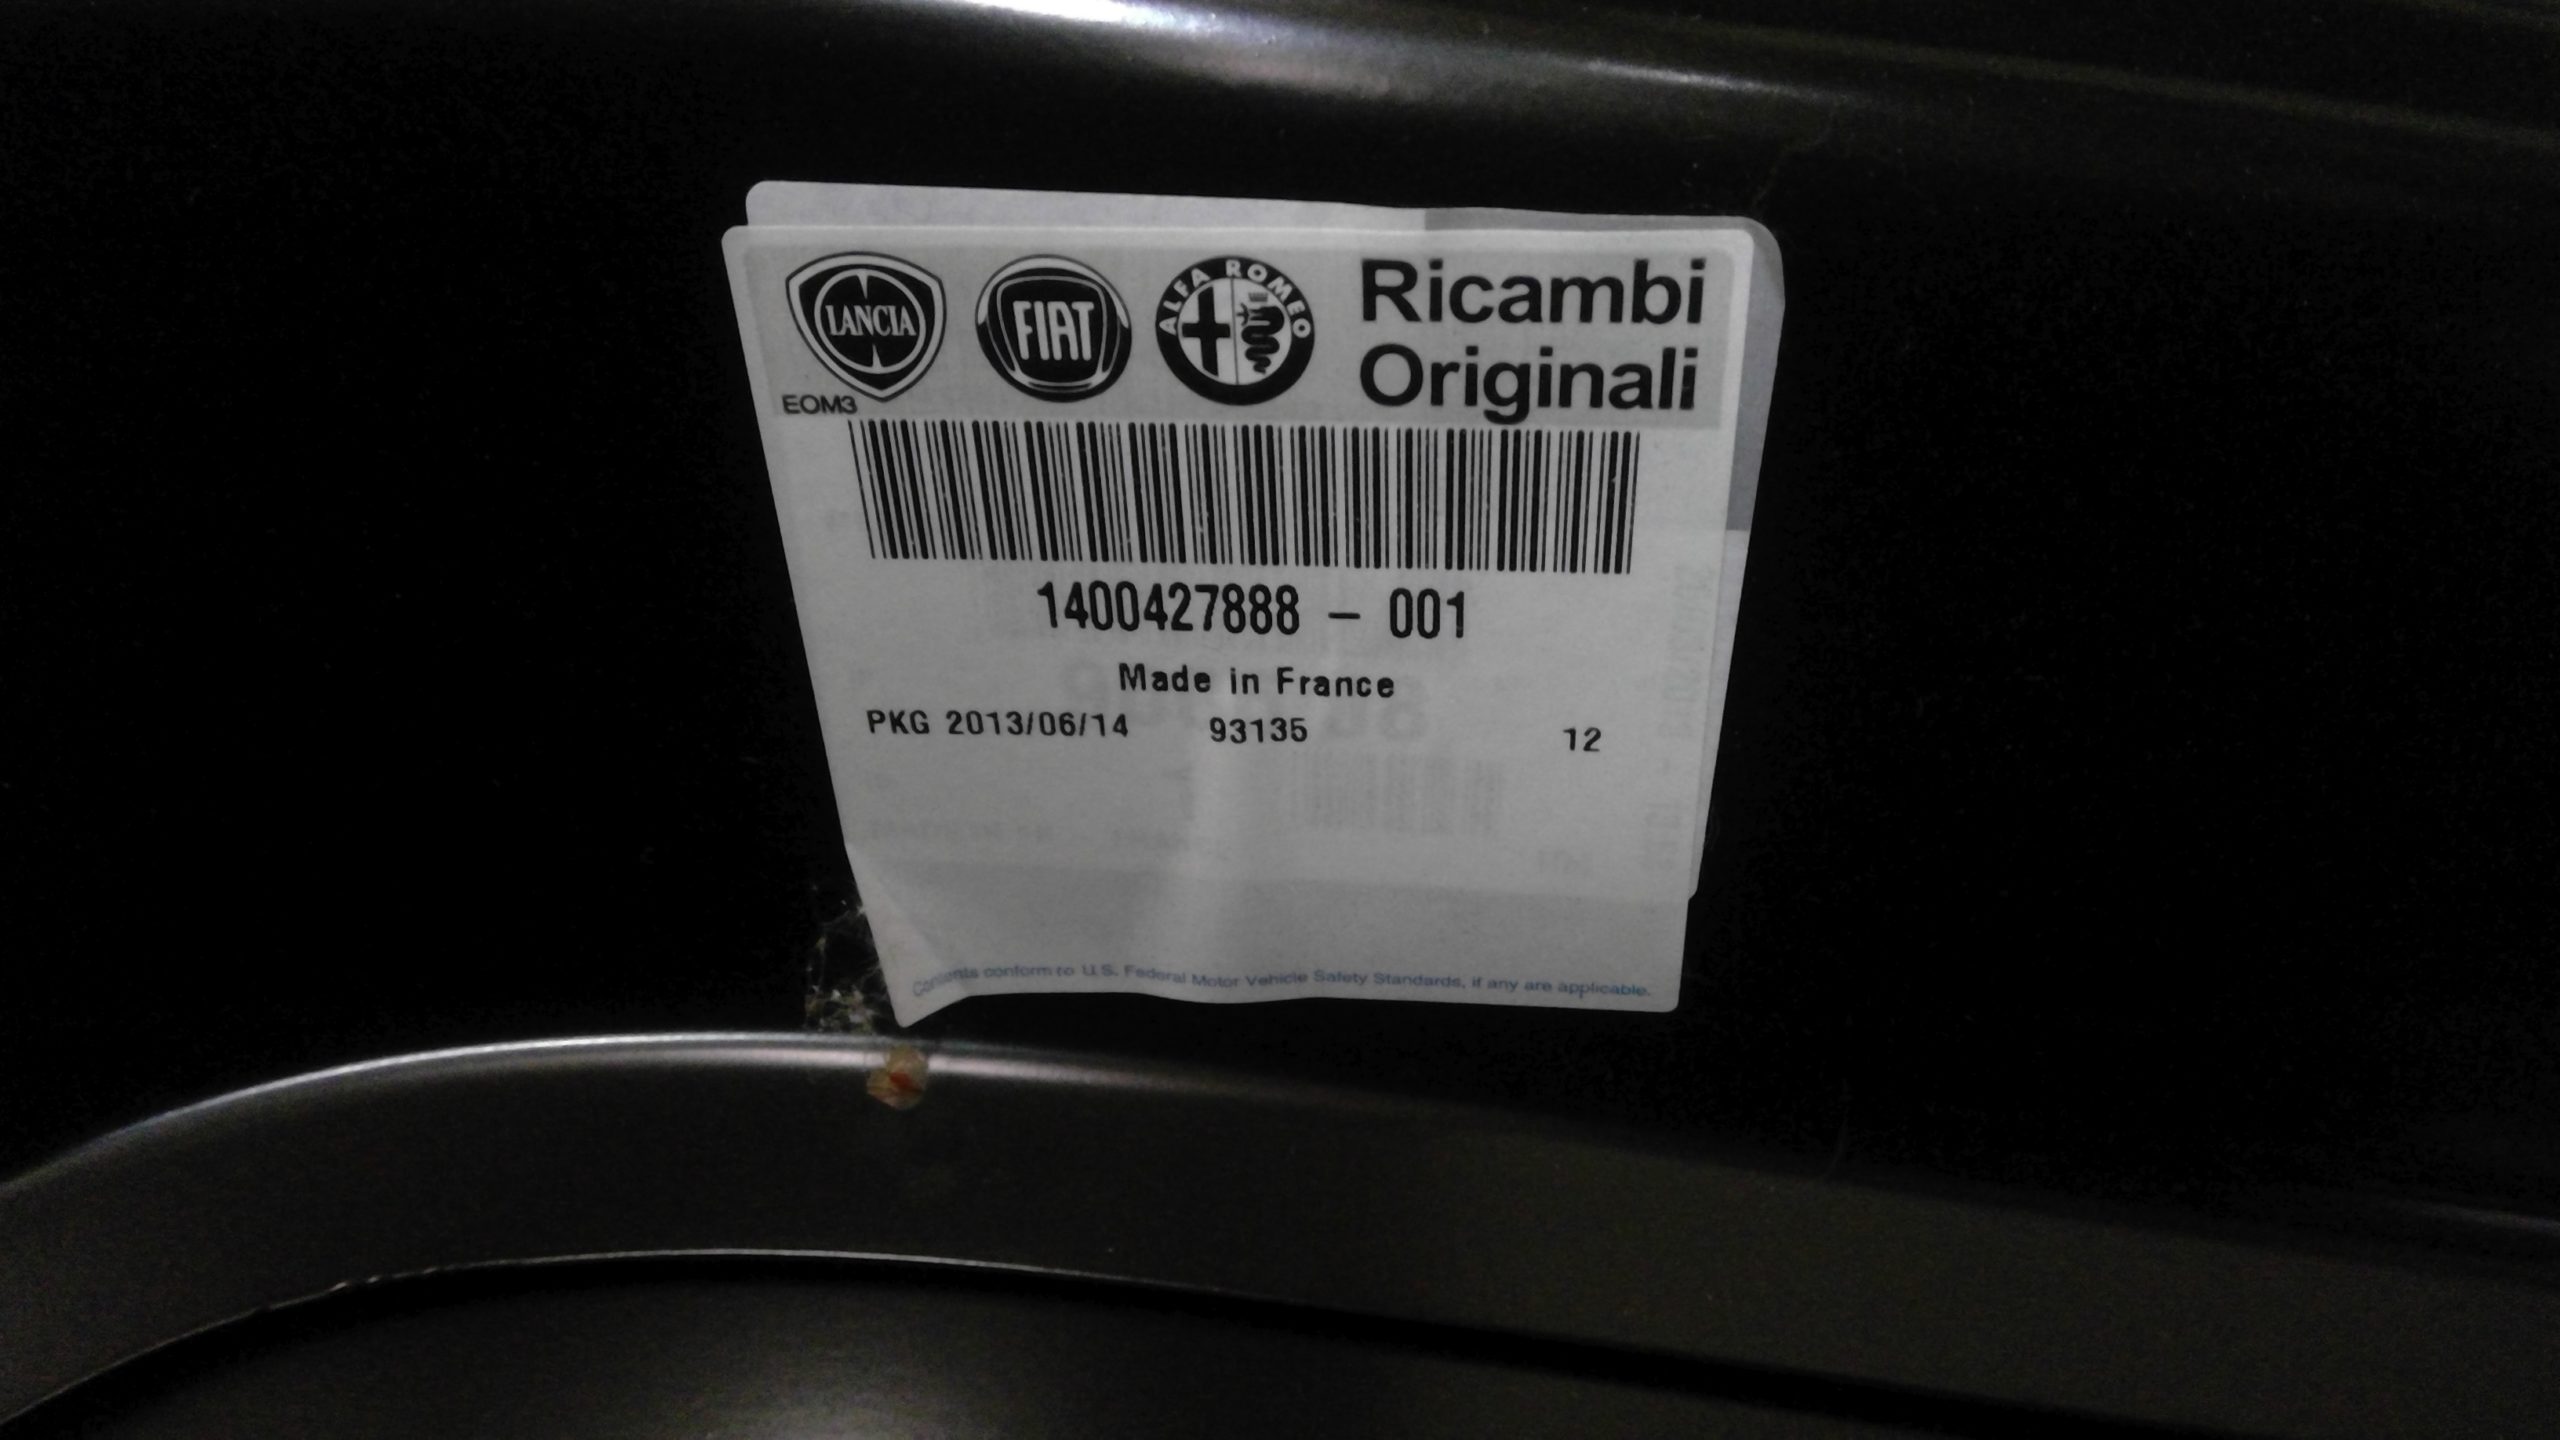 LANCIA
FIAT
ALFA ROMEO
Ricambi
Originali
EOM3
1400427888 - 001
Made in France
PKG 2013/06/14 93135 12
Contents conform to U.S. Federal Motor Vehicle Safety Standards, if any are applicable.